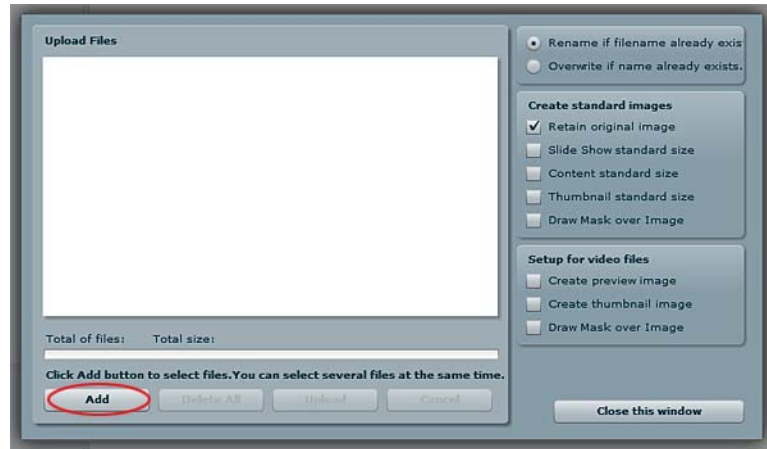 Upload Files
Total of files: Total size:
Click Add button to select files.You can select several files at the same time.
Add Delete All Upload Cancel
Rename if filename already exis
Overwrite if name already exists.
Create standard images
Retain original image
Slide Show standard size
Content standard size
Thumbnail standard size
Draw Mask over Image
Setup for video files
Create preview image
Create thumbnail image
Draw Mask over Image
Close this window